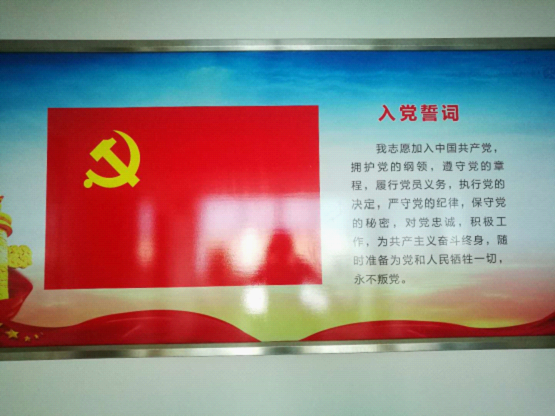 入党誓词
我志愿加入中国共产党，
拥护党的纲领，遵守党的章
程，履行党员义务，执行党的
决定，严守党的纪律，保守党
的秘密，对党忠诚，积极工
作，为共产主义奋斗终身，随
时准备为党和人民牺牲一切，
永不叛党。